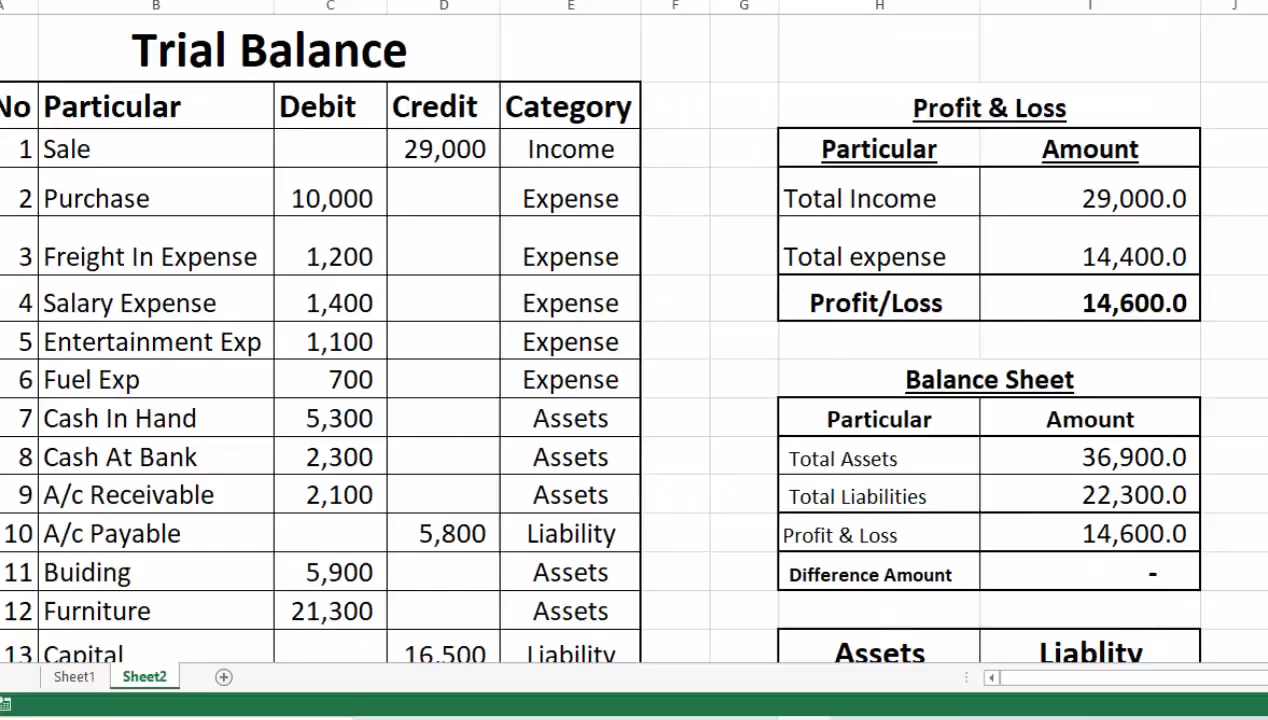 A B C D E F G H I J
Trial Balance
No Particular Debit Credit Category
1 Sale 29,000 Income
2 Purchase 10,000 Expense
3 Freight In Expense 1,200 Expense
4 Salary Expense 1,400 Expense
5 Entertainment Exp 1,100 Expense
6 Fuel Exp 700 Expense
7 Cash In Hand 5,300 Assets
8 Cash At Bank 2,300 Assets
9 A/c Receivable 2,100 Assets
10 A/c Payable 5,800 Liability
11 Buiding 5,900 Assets
12 Furniture 21,300 Assets
13 Capital 16,500 Liability
Profit & Loss
Particular Amount
Total Income 29,000.0
Total expense 14,400.0
Profit/Loss 14,600.0
Balance Sheet
Particular Amount
Total Assets 36,900.0
Total Liabilities 22,300.0
Profit & Loss 14,600.0
Difference Amount -
Assets Liablity
Sheet1 Sheet2